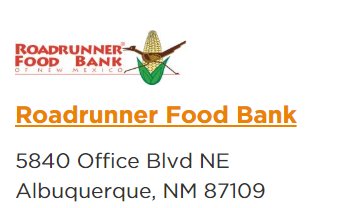 ROADRUNNER®
FOOD BANK
OF NEW MEXICO
Roadrunner Food Bank
5840 Office Blvd NE
Albuquerque, NM 87109